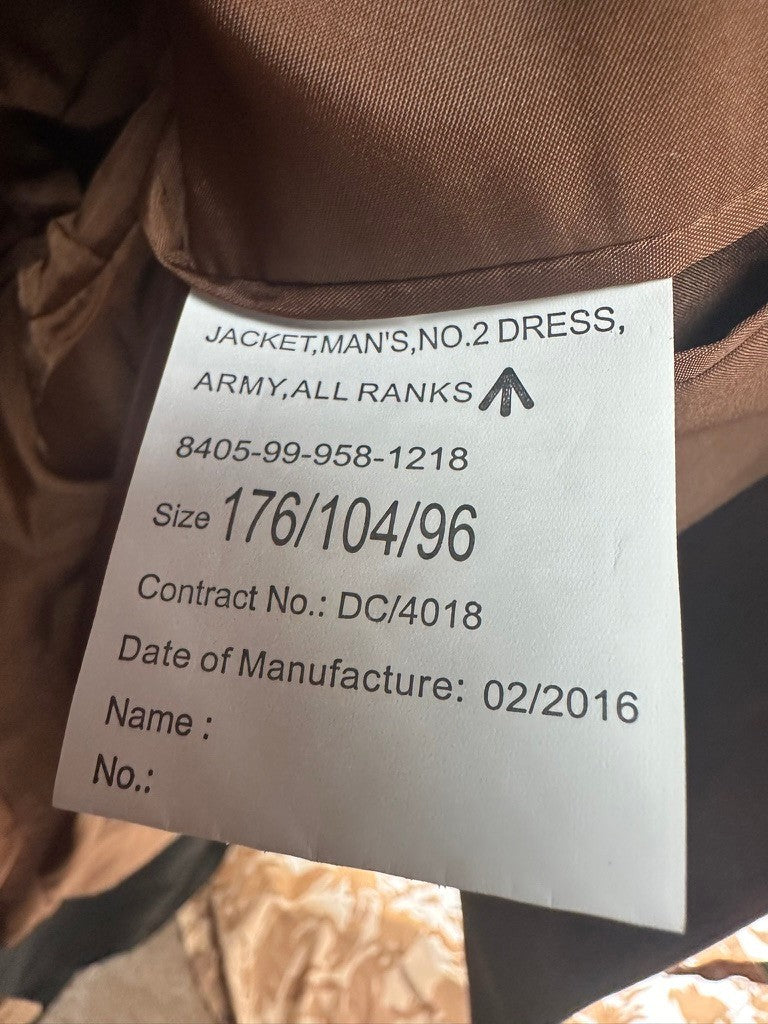 JACKET,MAN'S,NO.2 DRESS,
ARMY,ALL RANKS
8405-99-958-1218
Size 176/104/96
Contract No.: DC/4018
Date of Manufacture: 02/2016
Name :
No.: